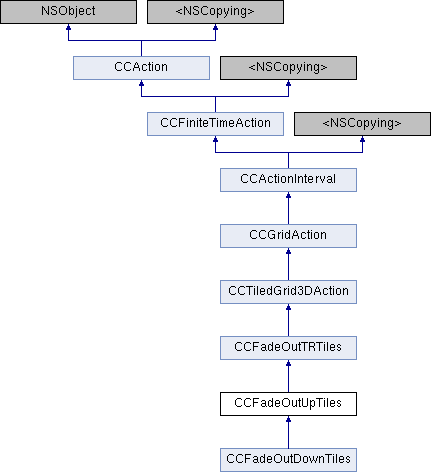 NSObject <NSCopying>
CCAction <NSCopying>
CCFiniteTimeAction <NSCopying>
CCActionInterval
CCGridAction
CCTiledGrid3DAction
CCFadeOutTRTiles
CCFadeOutUpTiles
CCFadeOutDownTiles